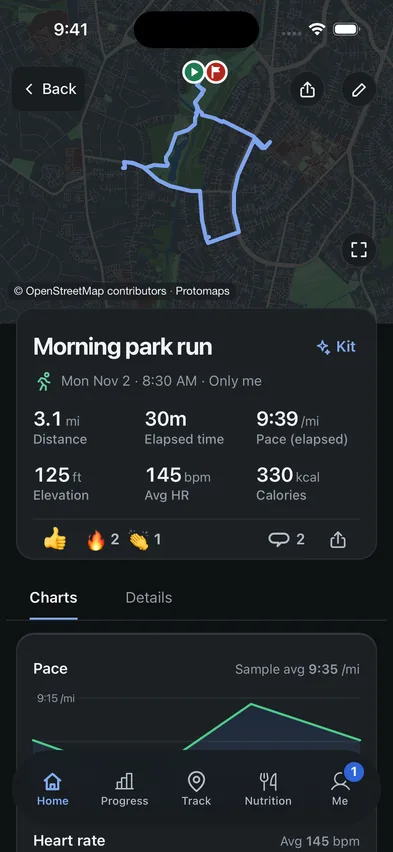 9:41
Back
© OpenStreetMap contributors · Protomaps
Morning park run
Kit
Mon Nov 2 · 8:30 AM · Only me
3.1 mi 30m 9:39 /mi
Distance Elapsed time Pace (elapsed)
125 ft 145 bpm 330 kcal
Elevation Avg HR Calories
2 1 2
Charts Details
Pace Sample avg 9:35 /mi
9:15 /mi
1
Home Progress Track Nutrition Me
Heart rate Avg 145 bpm